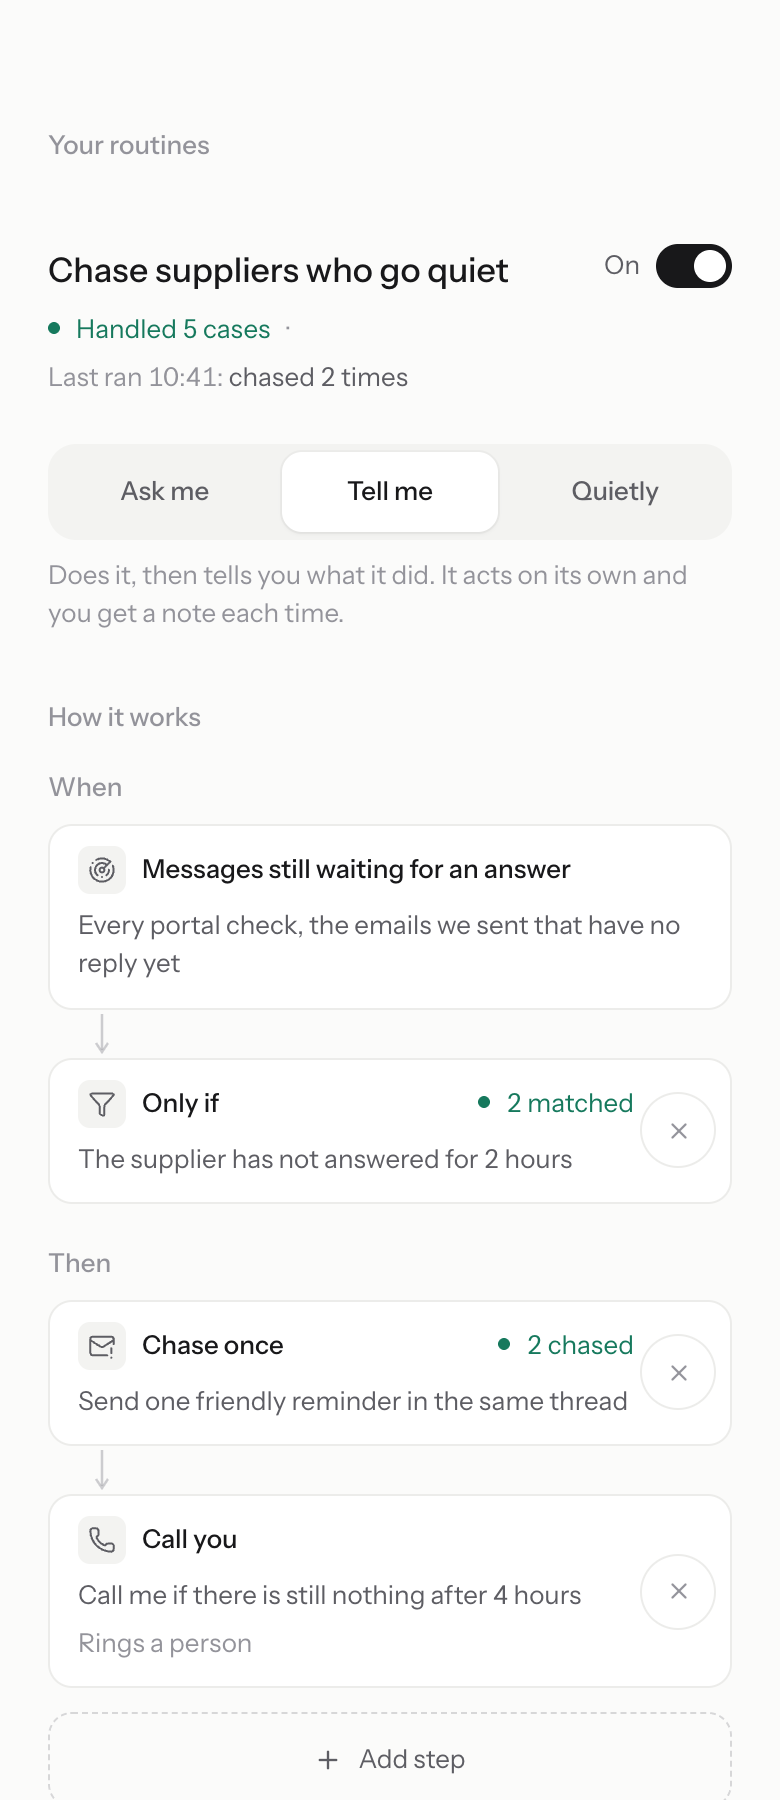 Your routines
Chase suppliers who go quiet
On
Handled 5 cases ·
Last ran 10:41: chased 2 times
Ask me
Tell me
Quietly
Does it, then tells you what it did. It acts on its own and
you get a note each time.
How it works
When
Messages still waiting for an answer
Every portal check, the emails we sent that have no
reply yet
Only if
2 matched
The supplier has not answered for 2 hours
Then
Chase once
2 chased
Send one friendly reminder in the same thread
Call you
Call me if there is still nothing after 4 hours
Rings a person
+ Add step